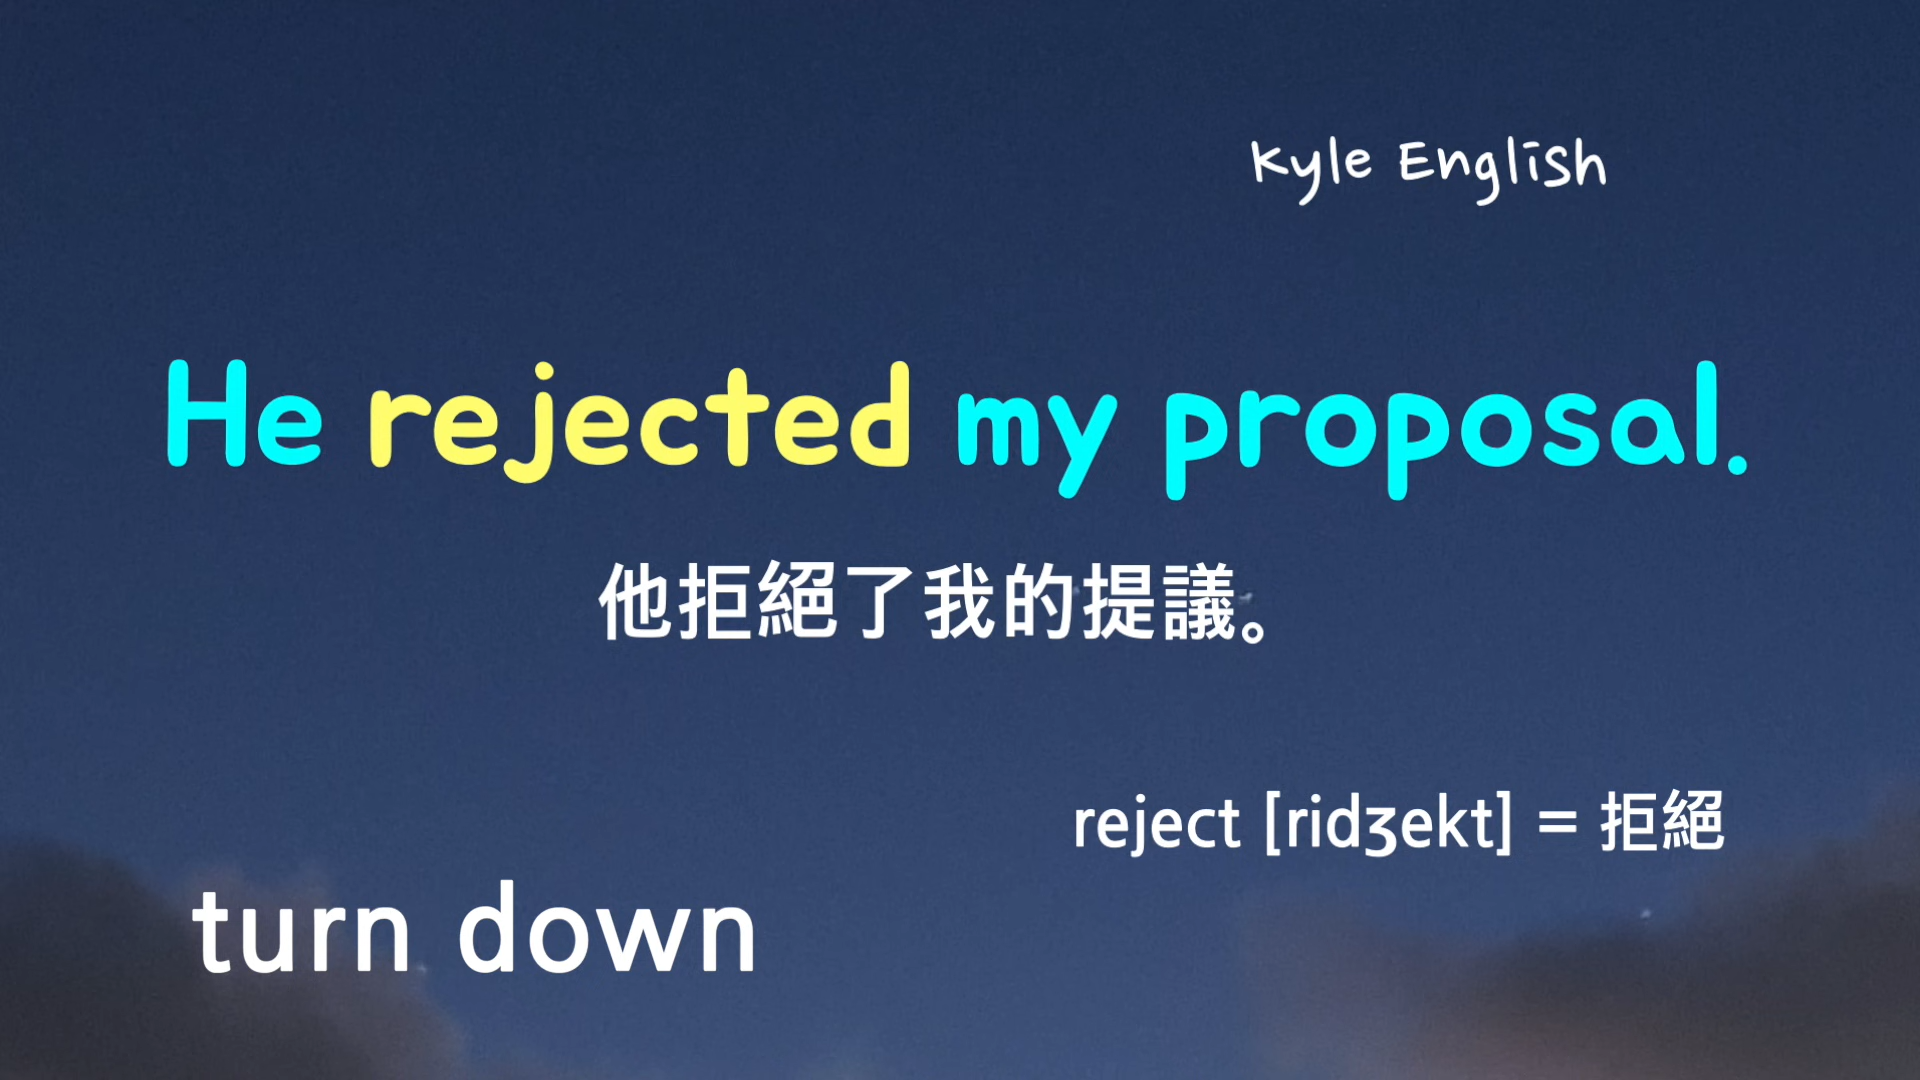 Kyle English
He rejected my proposal.
他拒絕了我的提議。
reject [ridʒekt] = 拒絕
turn down